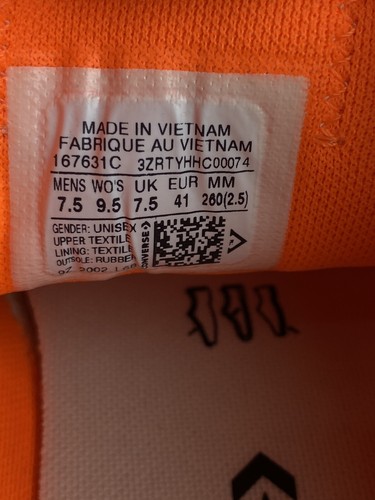 MADE IN VIETNAM
FABRIQUE AU VIETNAM
167631C 3ZRTYHHC00074
MENS WO'S UK EUR MM
7.5 9.5 7.5 41 260(2.5)
GENDER: UNISEX
UPPER TEXTILE
LINING: TEXTILE
OUTSOLE: RUBBER
CONVERSE